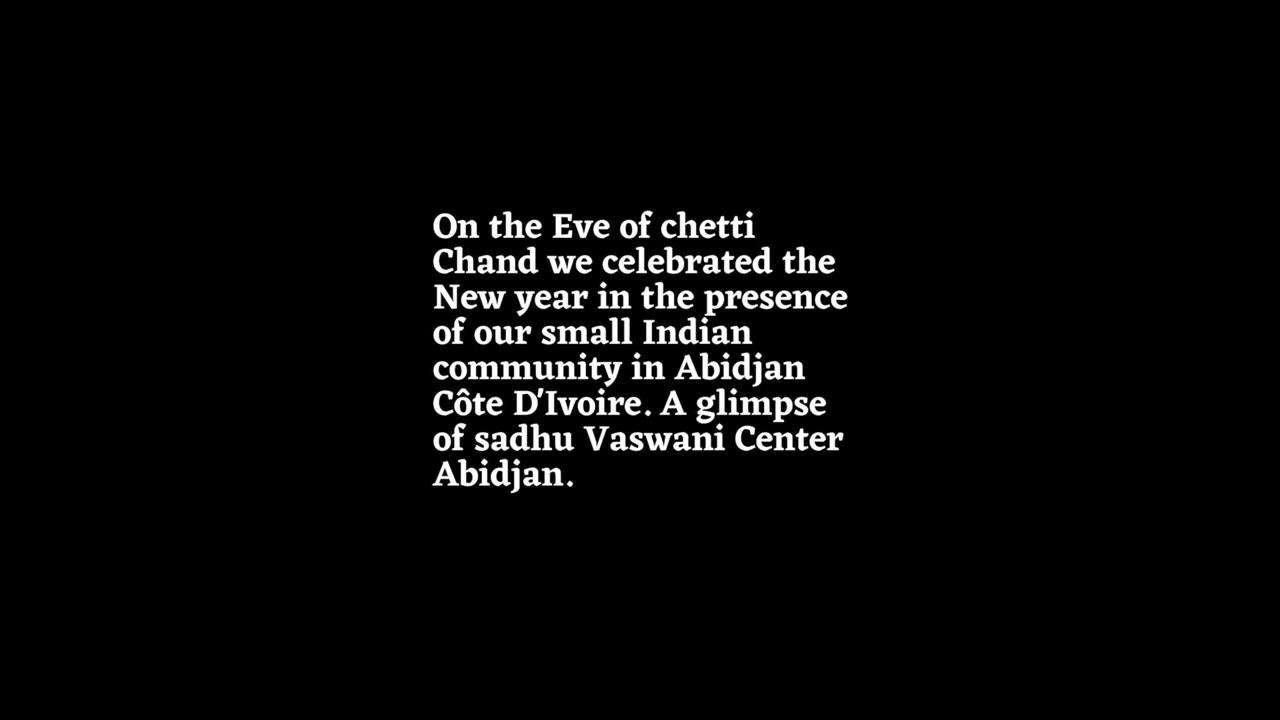 On the Eve of chetti
Chand we celebrated the
New year in the presence
of our small Indian
community in Abidjan
Côte D'Ivoire. A glimpse
of sadhu Vaswani Center
Abidjan.